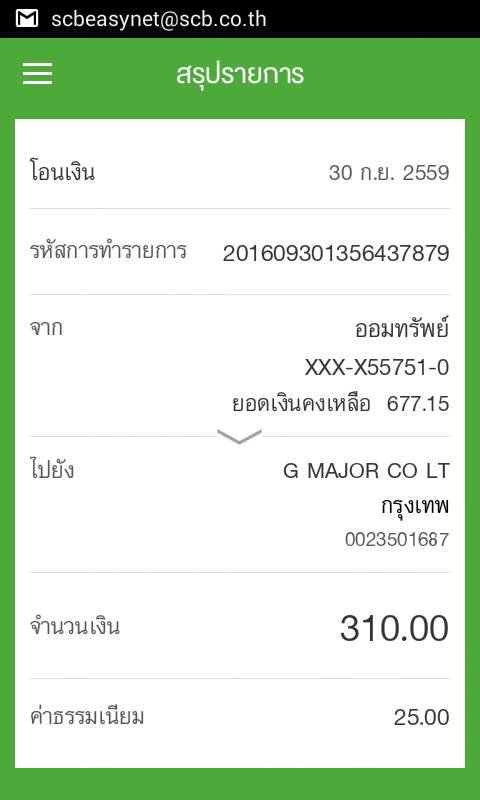 scbeasynet@scb.co.th
สรุปรายการ
โอนเงิน 30 ก.ย. 2559
รหัสการทำรายการ 201609301356437879
จาก ออมทรัพย์
XXX-X55751-0
ยอดเงินคงเหลือ 677.15
ไปยัง G MAJOR CO LT
กรุงเทพ
0023501687
จำนวนเงิน 310.00
ค่าธรรมเนียม 25.00